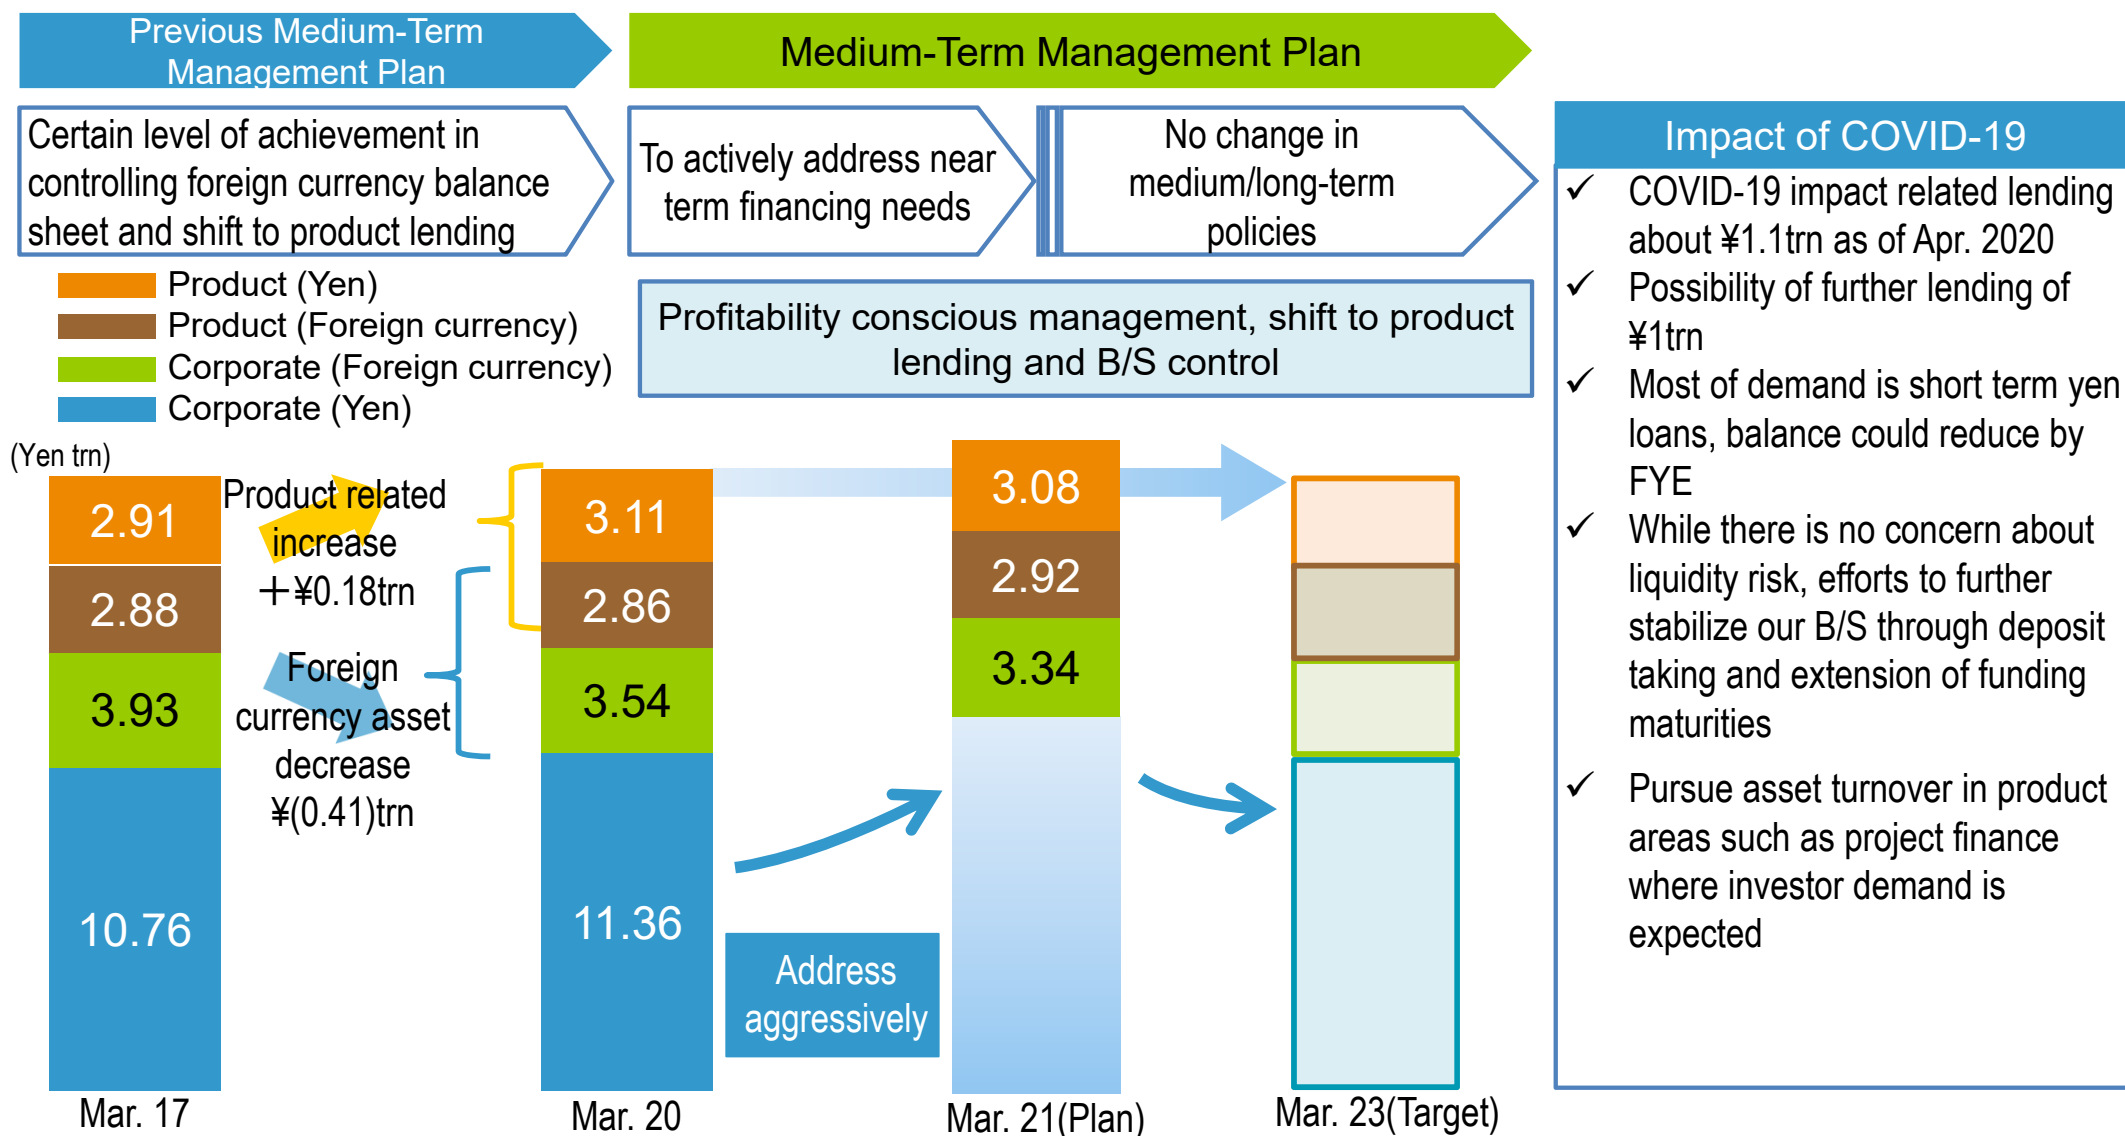 Previous Medium-Term
Management Plan
Medium-Term Management Plan
Certain level of achievement in
controlling foreign currency balance
sheet and shift to product lending
To actively address near
term financing needs
No change in
medium/long-term
policies
Product (Yen)
Product (Foreign currency)
Corporate (Foreign currency)
Corporate (Yen)
Profitability conscious management, shift to product
lending and B/S control
(Yen trn)
2.91
2.88
3.93
10.76
Mar. 17
Product related
increase
+¥0.18trn
Foreign
currency asset
decrease
¥(0.41)trn
3.11
2.86
3.54
11.36
Mar. 20
Address
aggressively
3.08
2.92
3.34
Mar. 21(Plan)
Mar. 23(Target)
Impact of COVID-19
✓ COVID-19 impact related lending
about ¥1.1trn as of Apr. 2020
✓ Possibility of further lending of
¥1trn
✓ Most of demand is short term yen
loans, balance could reduce by
FYE
✓ While there is no concern about
liquidity risk, efforts to further
stabilize our B/S through deposit
taking and extension of funding
maturities
✓ Pursue asset turnover in product
areas such as project finance
where investor demand is
expected